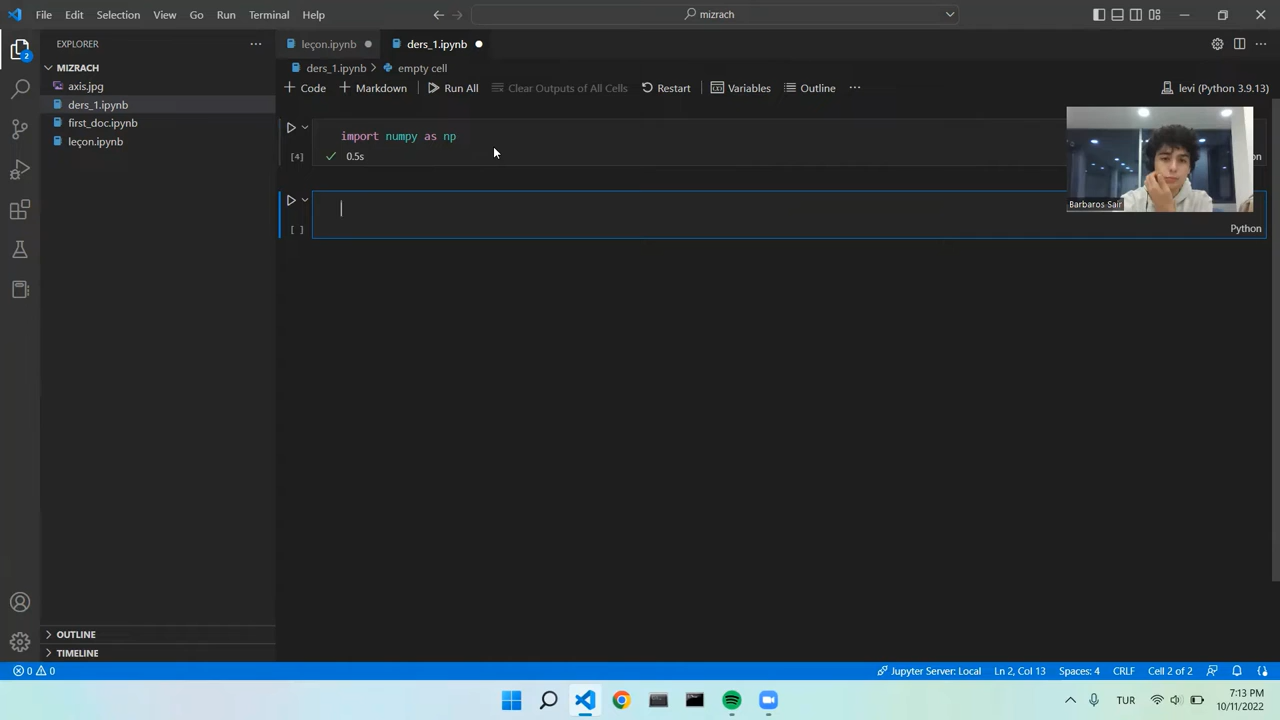 File Edit Selection View Go Run Terminal Help
mizrach
EXPLORER
MIZRACH
axis.jpg
ders_1.ipynb
first_doc.ipynb
leçon.ipynb
OUTLINE
TIMELINE
leçon.ipynb ders_1.ipynb
ders_1.ipynb > empty cell
+ Code + Markdown Run All Clear Outputs of All Cells Restart Variables Outline ... levi (Python 3.9.13)
import numpy as np
[4] 0.5s
[ ]
Python
Barbaros Sair
2
0 0 Jupyter Server: Local Ln 2, Col 13 Spaces: 4 CRLF Cell 2 of 2
TUR
7:13 PM
10/11/2022